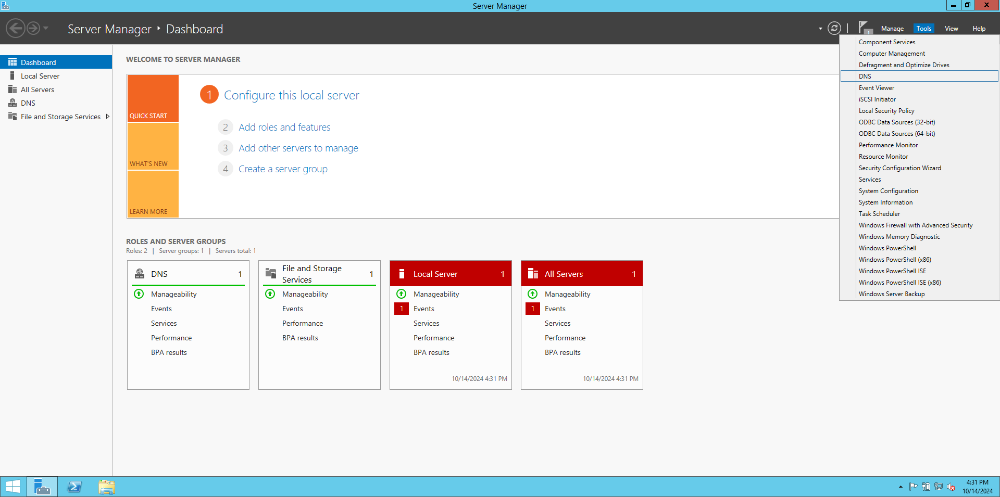 Server Manager
Server Manager ‣ Dashboard
1
Manage
Tools
View
Help
Dashboard
Local Server
All Servers
DNS
File and Storage Services
WELCOME TO SERVER MANAGER
QUICK START
WHAT'S NEW
LEARN MORE
1 Configure this local server
2 Add roles and features
3 Add other servers to manage
4 Create a server group
Component Services
Computer Management
Defragment and Optimize Drives
DNS
Event Viewer
iSCSI Initiator
Local Security Policy
ODBC Data Sources (32-bit)
ODBC Data Sources (64-bit)
Performance Monitor
Resource Monitor
Security Configuration Wizard
Services
System Configuration
System Information
Task Scheduler
Windows Firewall with Advanced Security
Windows Memory Diagnostic
Windows PowerShell
Windows PowerShell (x86)
Windows PowerShell ISE
Windows PowerShell ISE (x86)
Windows Server Backup
ROLES AND SERVER GROUPS
Roles: 2 | Server groups: 1 | Servers total: 1
DNS 1
Manageability
Events
Services
Performance
BPA results
File and Storage
Services
1
Manageability
Events
Performance
BPA results
Local Server 1
Manageability
1 Events
Services
Performance
BPA results
10/14/2024 4:31 PM
All Servers 1
Manageability
1 Events
Services
Performance
BPA results
10/14/2024 4:31 PM
4:31 PM
10/14/2024